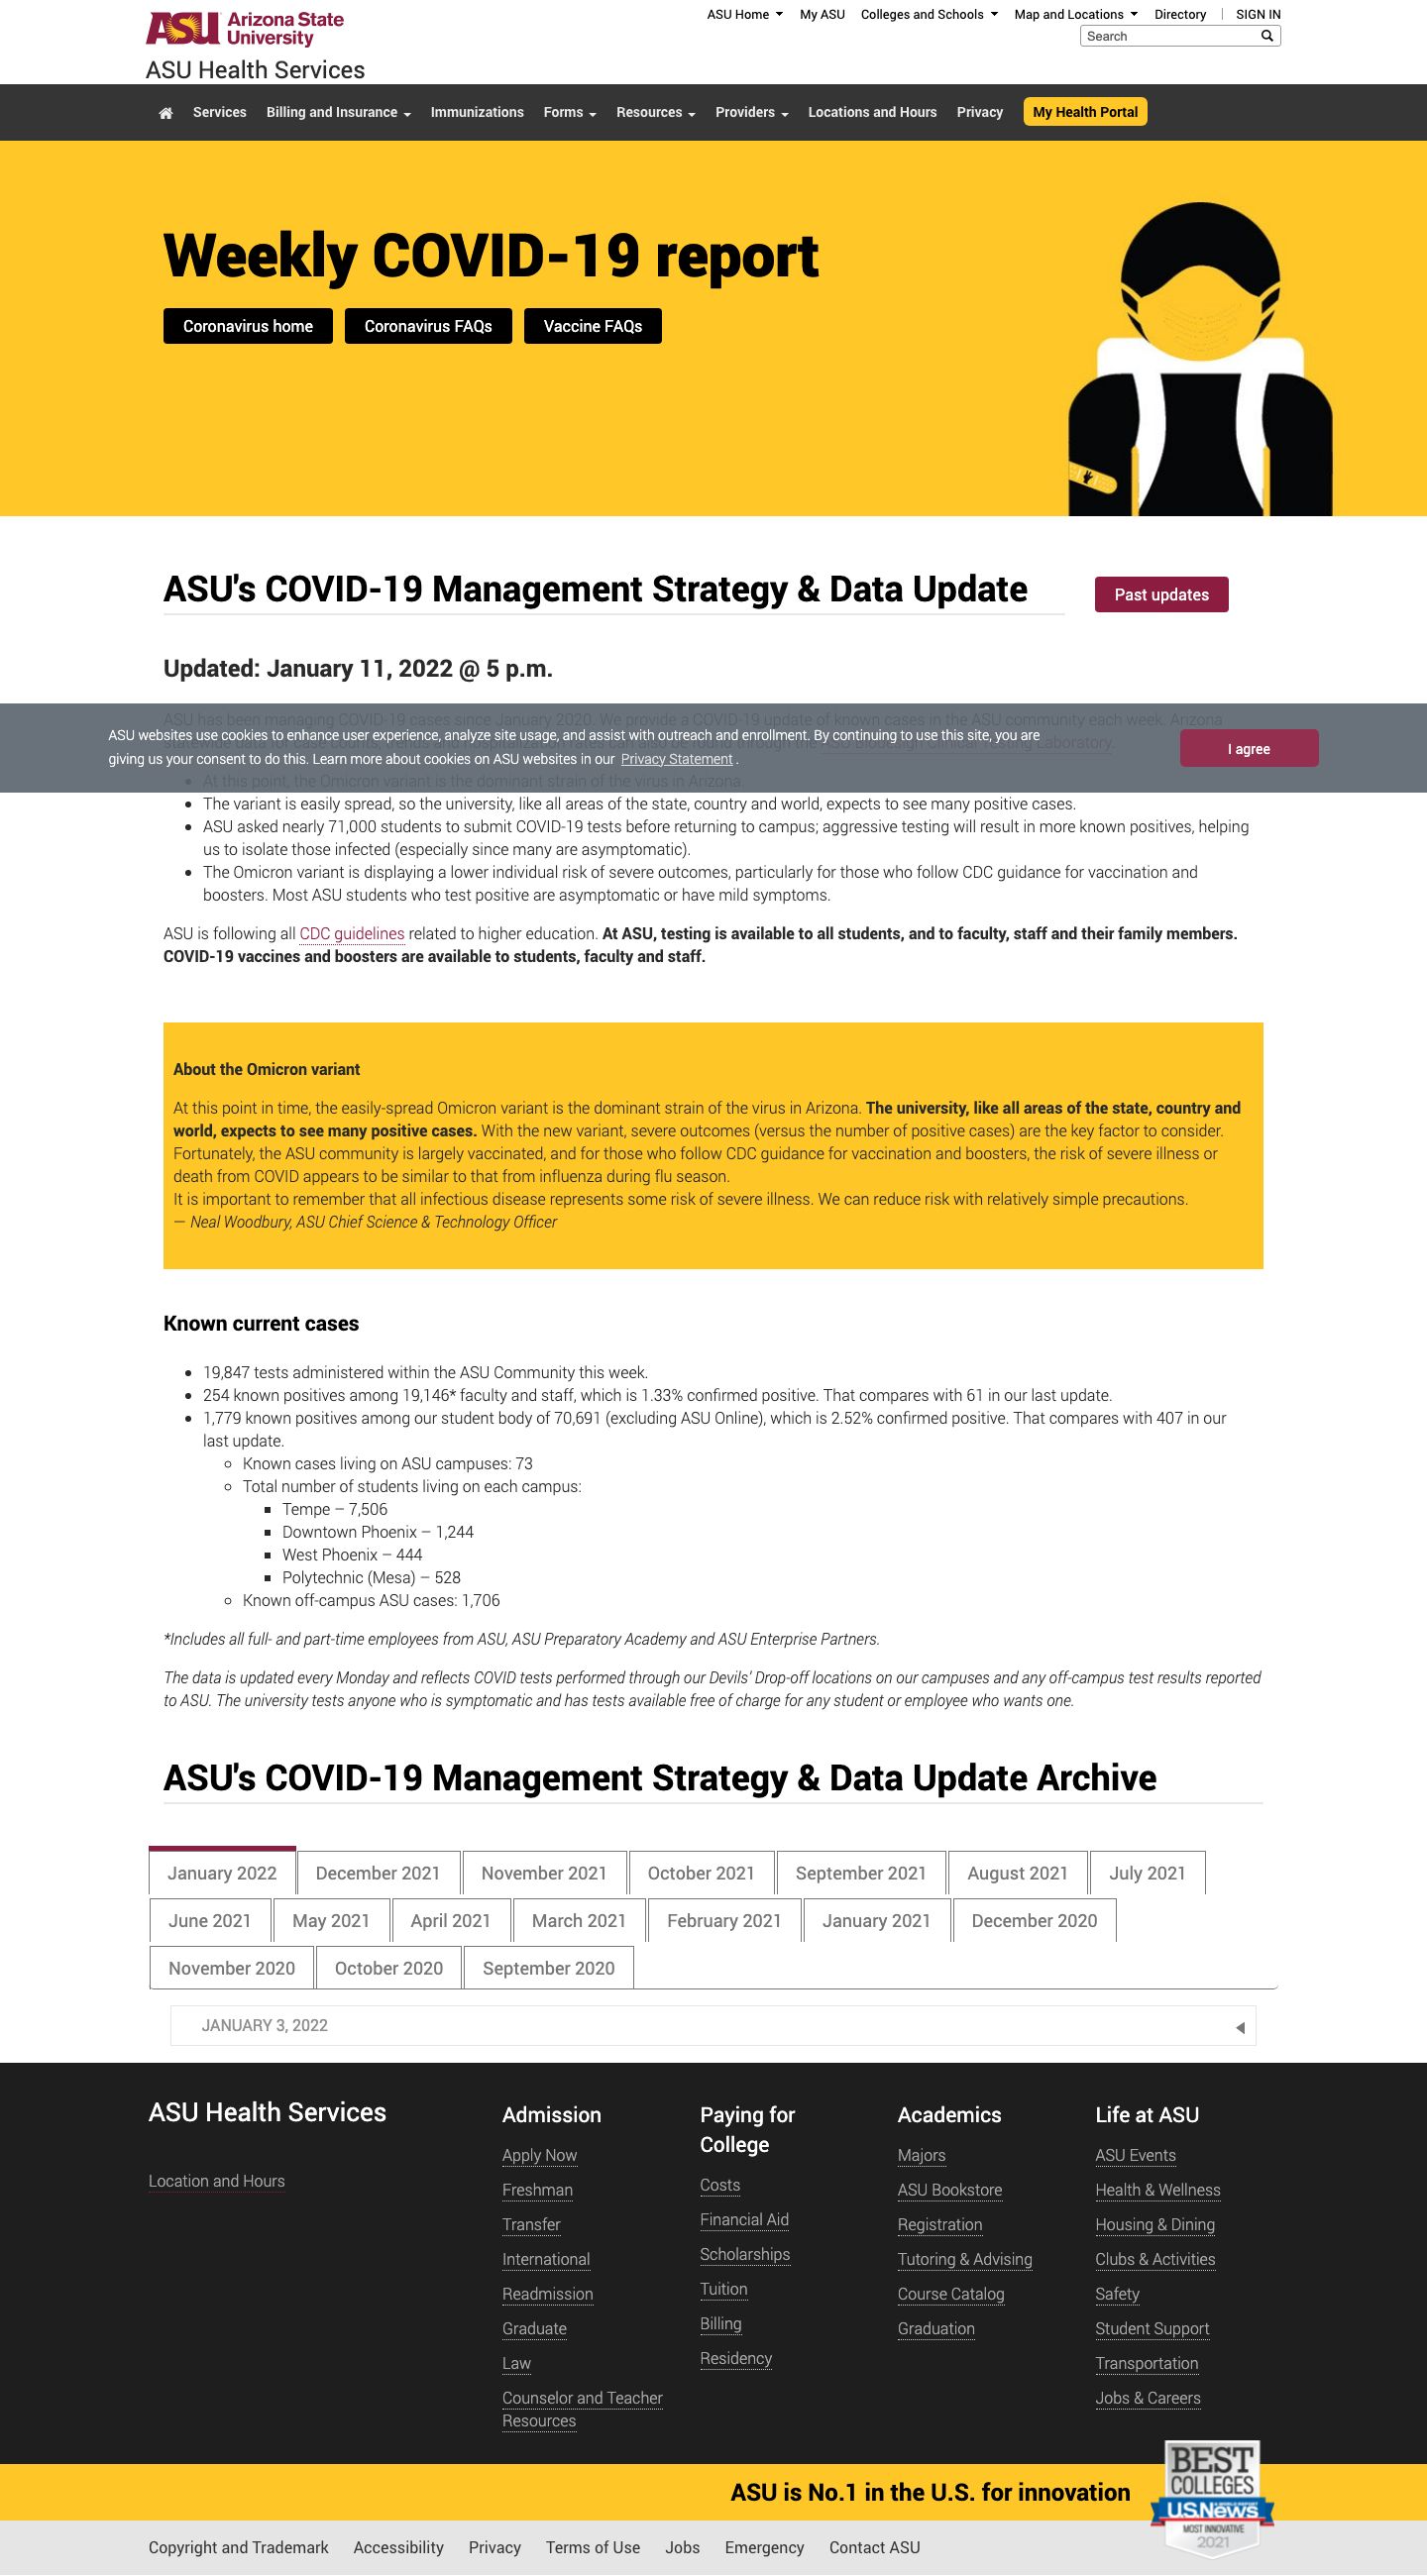 ASU Arizona State University
ASU Home My ASU Colleges and Schools Map and Locations Directory SIGN IN
Search
ASU Health Services
Services Billing and Insurance Immunizations Forms Resources Providers Locations and Hours Privacy My Health Portal
Weekly COVID-19 report
Coronavirus home Coronavirus FAQs Vaccine FAQs
ASU's COVID-19 Management Strategy & Data Update
Past updates
Updated: January 11, 2022 @ 5 p.m.
ASU has been managing COVID-19 cases since January 2020. We provide a COVID-19 update of known cases in the ASU community each week. Arizona
ASU websites use cookies to enhance user experience, analyze site usage, and assist with outreach and enrollment. By continuing to use this site, you are
giving us your consent to do this. Learn more about cookies on ASU websites in our Privacy Statement .
I agree
At this point, the Omicron variant is the dominant strain of the virus in Arizona.
The variant is easily spread, so the university, like all areas of the state, country and world, expects to see many positive cases.
ASU asked nearly 71,000 students to submit COVID-19 tests before returning to campus; aggressive testing will result in more known positives, helping
us to isolate those infected (especially since many are asymptomatic).
The Omicron variant is displaying a lower individual risk of severe outcomes, particularly for those who follow CDC guidance for vaccination and
boosters. Most ASU students who test positive are asymptomatic or have mild symptoms.
ASU is following all CDC guidelines related to higher education. At ASU, testing is available to all students, and to faculty, staff and their family members.
COVID-19 vaccines and boosters are available to students, faculty and staff.
About the Omicron variant
At this point in time, the easily-spread Omicron variant is the dominant strain of the virus in Arizona. The university, like all areas of the state, country and
world, expects to see many positive cases. With the new variant, severe outcomes (versus the number of positive cases) are the key factor to consider.
Fortunately, the ASU community is largely vaccinated, and for those who follow CDC guidance for vaccination and boosters, the risk of severe illness or
death from COVID appears to be similar to that from influenza during flu season.
It is important to remember that all infectious disease represents some risk of severe illness. We can reduce risk with relatively simple precautions.
— Neal Woodbury, ASU Chief Science & Technology Officer
Known current cases
19,847 tests administered within the ASU Community this week.
254 known positives among 19,146* faculty and staff, which is 1.33% confirmed positive. That compares with 61 in our last update.
1,779 known positives among our student body of 70,691 (excluding ASU Online), which is 2.52% confirmed positive. That compares with 407 in our
last update.
Known cases living on ASU campuses: 73
Total number of students living on each campus:
Tempe – 7,506
Downtown Phoenix – 1,244
West Phoenix – 444
Polytechnic (Mesa) – 528
Known off-campus ASU cases: 1,706
*Includes all full- and part-time employees from ASU, ASU Preparatory Academy and ASU Enterprise Partners.
The data is updated every Monday and reflects COVID tests performed through our Devils' Drop-off locations on our campuses and any off-campus test results reported
to ASU. The university tests anyone who is symptomatic and has tests available free of charge for any student or employee who wants one.
ASU's COVID-19 Management Strategy & Data Update Archive
January 2022 December 2021 November 2021 October 2021 September 2021 August 2021 July 2021
June 2021 May 2021 April 2021 March 2021 February 2021 January 2021 December 2020
November 2020 October 2020 September 2020
JANUARY 3, 2022
ASU Health Services
Location and Hours
Admission
Apply Now
Freshman
Transfer
International
Readmission
Graduate
Law
Counselor and Teacher
Resources
Paying for
College
Costs
Financial Aid
Scholarships
Tuition
Billing
Residency
Academics
Majors
ASU Bookstore
Registration
Tutoring & Advising
Course Catalog
Graduation
Life at ASU
ASU Events
Health & Wellness
Housing & Dining
Clubs & Activities
Safety
Student Support
Transportation
Jobs & Careers
ASU is No.1 in the U.S. for innovation
BEST
COLLEGES
U.S.News
MOST INNOVATIVE
2021
Copyright and Trademark Accessibility Privacy Terms of Use Jobs Emergency Contact ASU